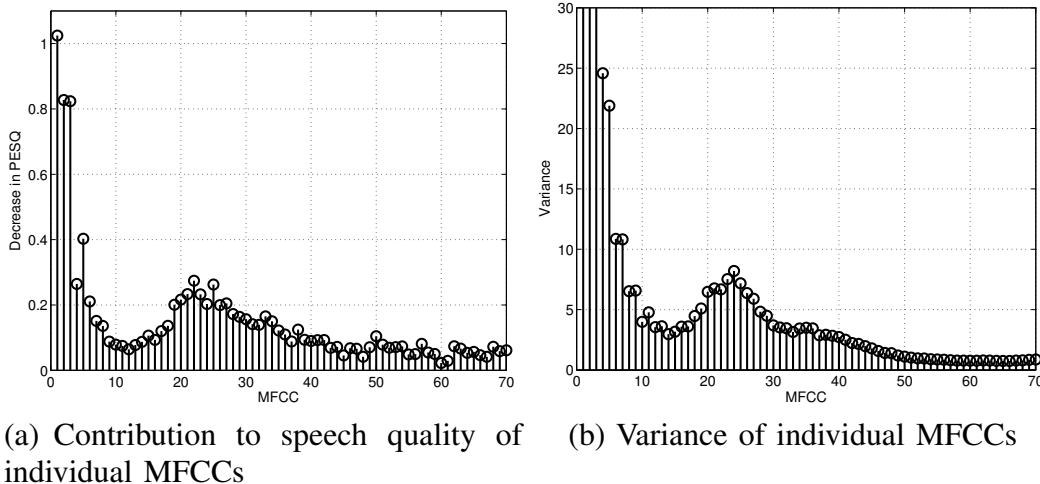 1
0.8
0.6
0.4
0.2
0
Decrease in PESQ
0 10 20 30 40 50 60 70
MFCC
30
25
20
15
10
5
0
Variance
0 10 20 30 40 50 60 70
MFCC
(a) Contribution to speech quality of
individual MFCCs
(b) Variance of individual MFCCs